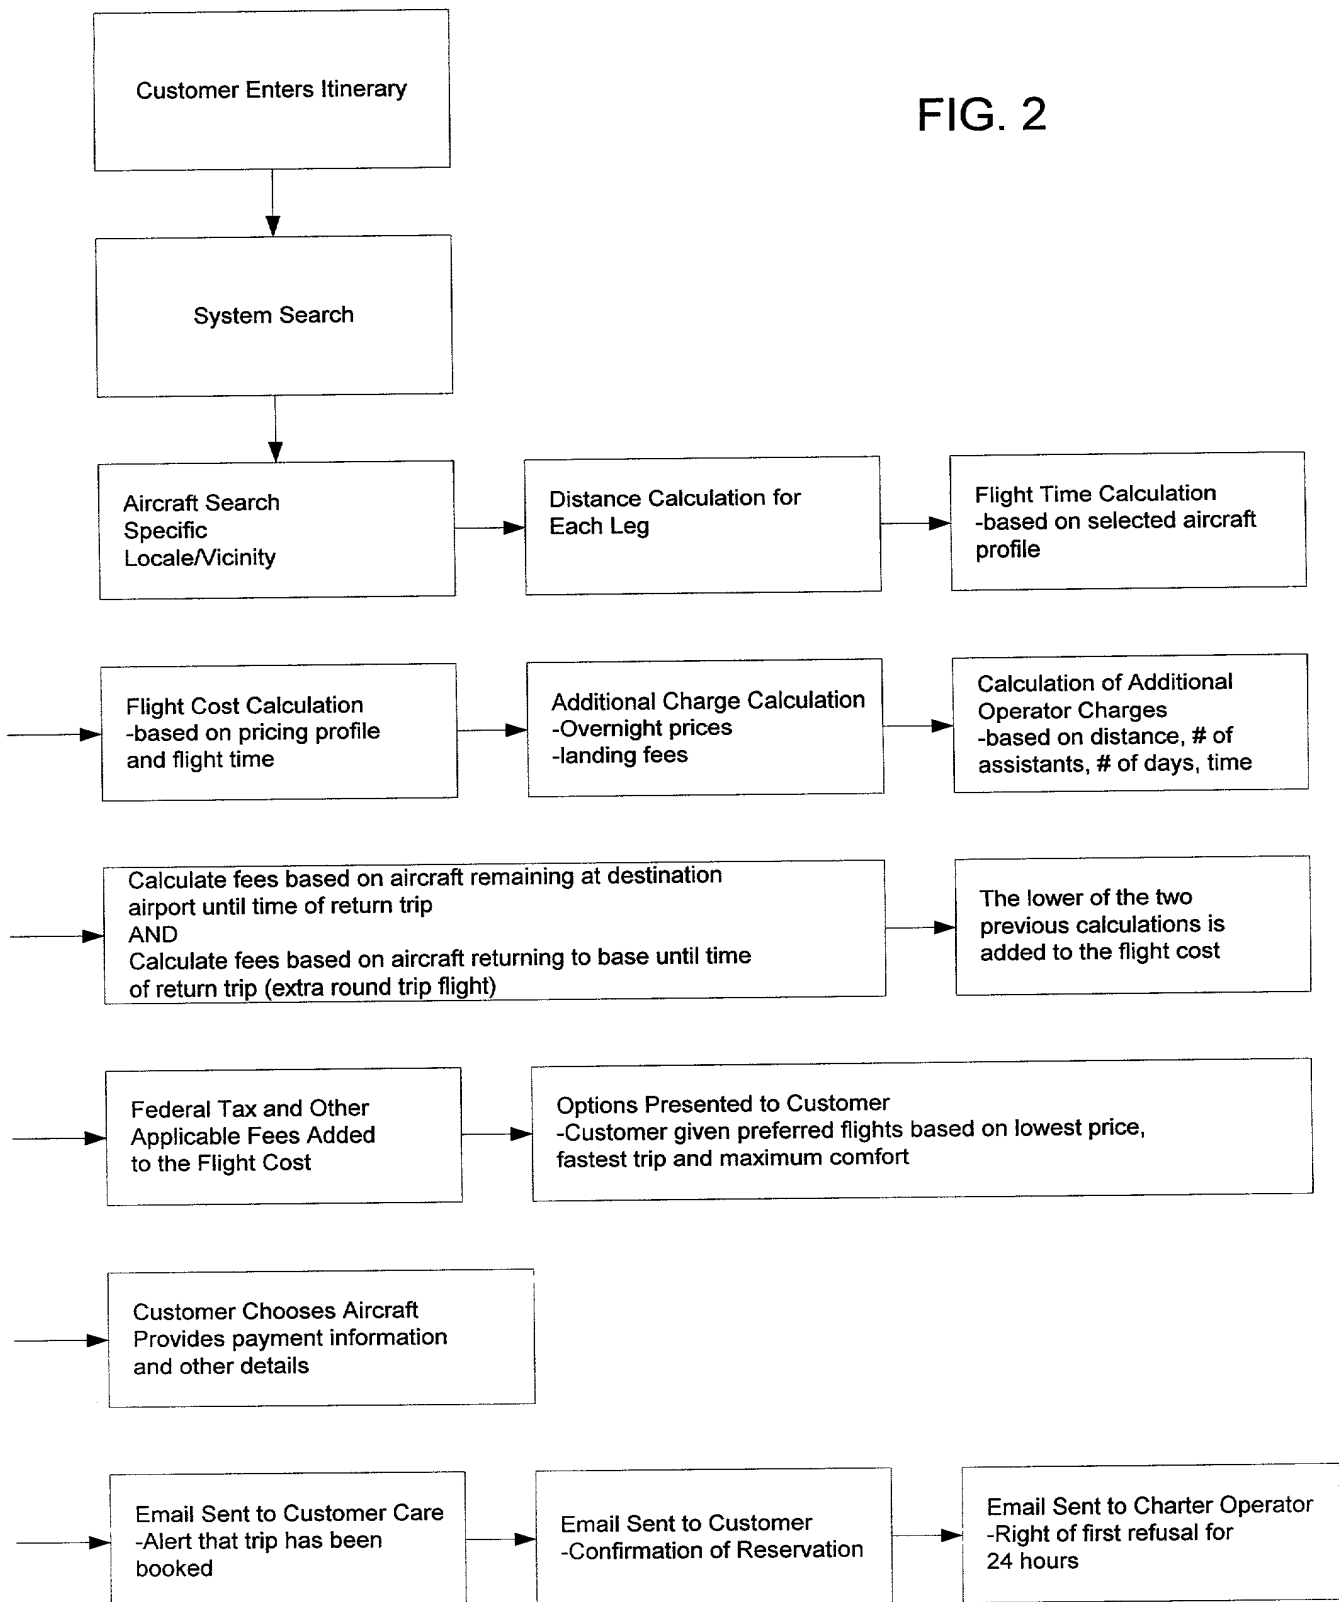 Customer Enters Itinerary
FIG. 2
System Search
Aircraft Search
Specific
Locale/Vicinity
Distance Calculation for
Each Leg
Flight Time Calculation
-based on selected aircraft
profile
Flight Cost Calculation
-based on pricing profile
and flight time
Additional Charge Calculation
-Overnight prices
-landing fees
Calculation of Additional
Operator Charges
-based on distance, # of
assistants, # of days, time
Calculate fees based on aircraft remaining at destination
airport until time of return trip
AND
Calculate fees based on aircraft returning to base until time
of return trip (extra round trip flight)
The lower of the two
previous calculations is
added to the flight cost
Federal Tax and Other
Applicable Fees Added
to the Flight Cost
Options Presented to Customer
-Customer given preferred flights based on lowest price,
fastest trip and maximum comfort
Customer Chooses Aircraft
Provides payment information
and other details
Email Sent to Customer Care
-Alert that trip has been
booked
Email Sent to Customer
-Confirmation of Reservation
Email Sent to Charter Operator
-Right of first refusal for
24 hours